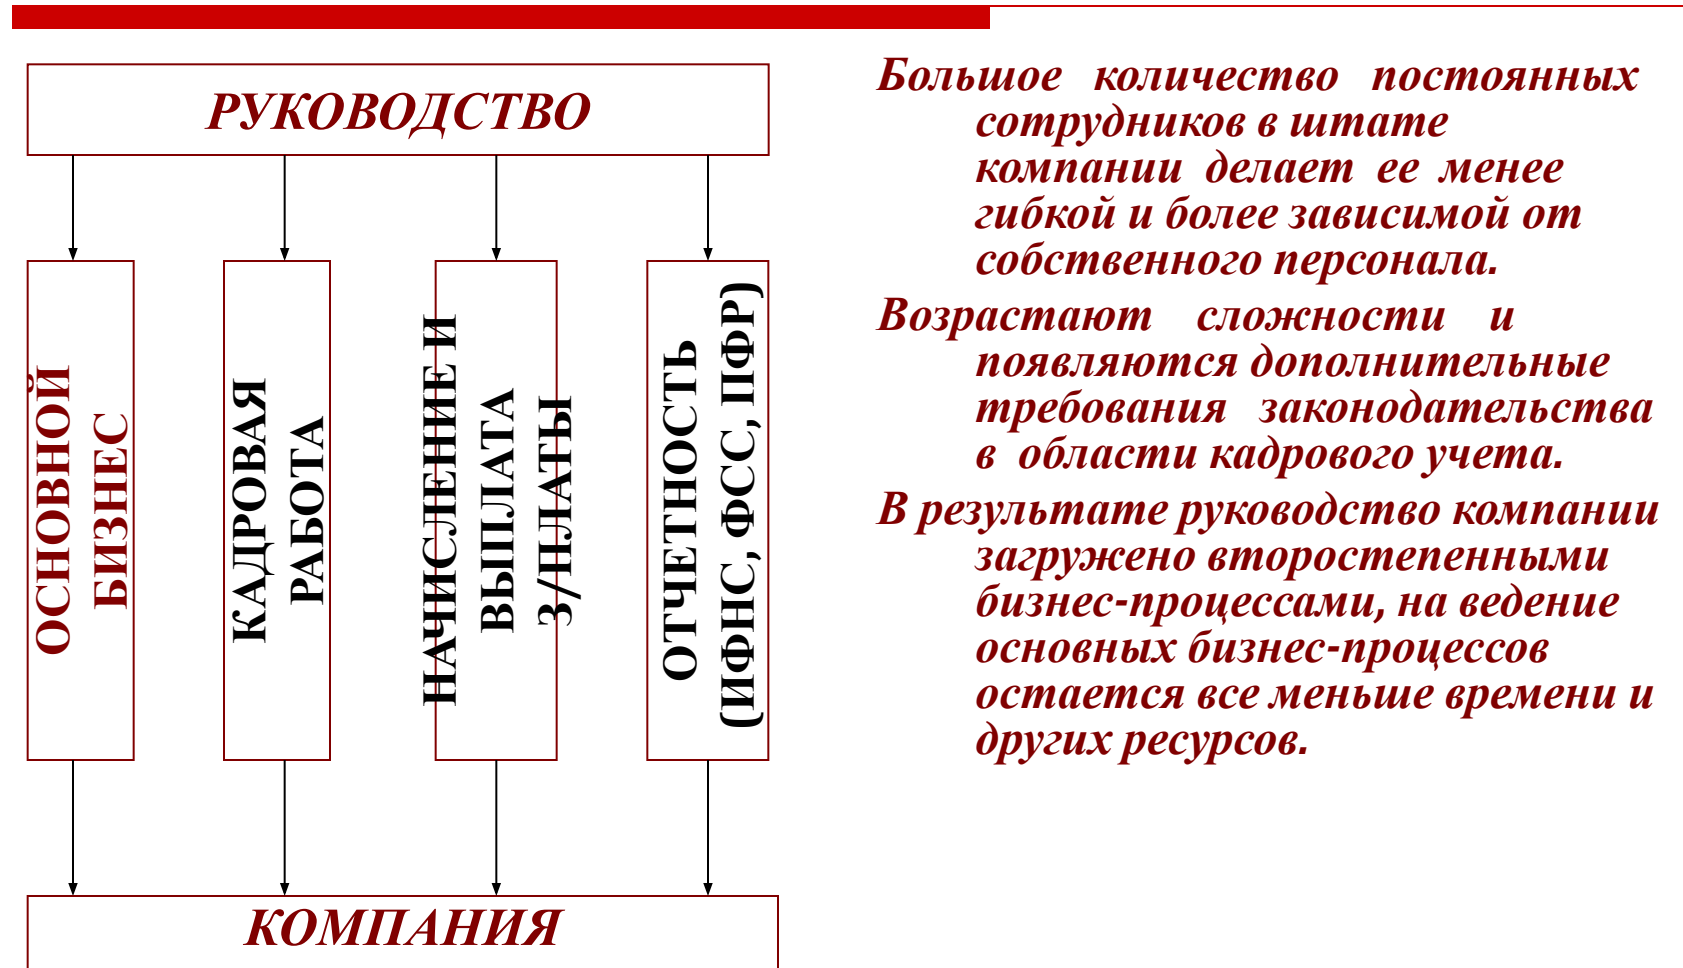 РУКОВОДСТВО
ОСНОВНОЙ
БИЗНЕС
КАДРОВАЯ
РАБОТА
НАЧИСЛЕНИЕ И
ВЫПЛАТА
З/ПЛАТЫ
ОТЧЕТНОСТЬ
(ИФНС, ФСС, ПФР)
КОМПАНИЯ
Большое количество постоянных
сотрудников в штате
компании делает ее менее
гибкой и более зависимой от
собственного персонала.
Возрастают сложности и
появляются дополнительные
требования законодательства
в области кадрового учета.
В результате руководство компании
загружено второстепенными
бизнес-процессами, на ведение
основных бизнес-процессов
остается все меньше времени и
других ресурсов.